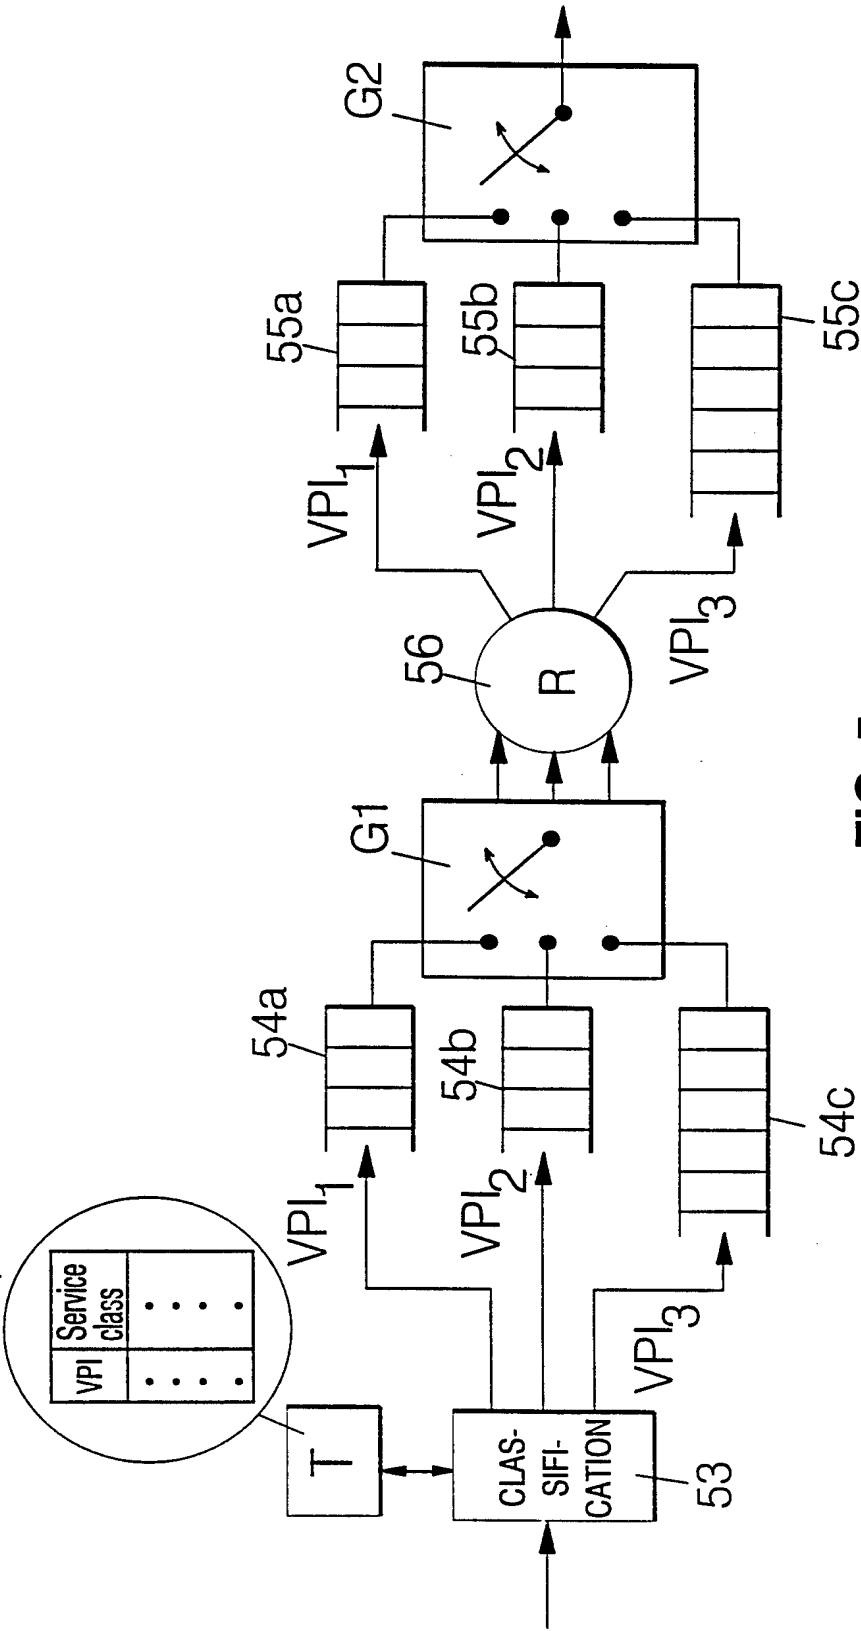 VPI
Service
class
T
CLAS-
SIFI-
CATION
53
VPI1
VPI2
VPI3
54a
54b
54c
G1
56
R
VPI1
VPI2
VPI3
55a
55b
55c
G2